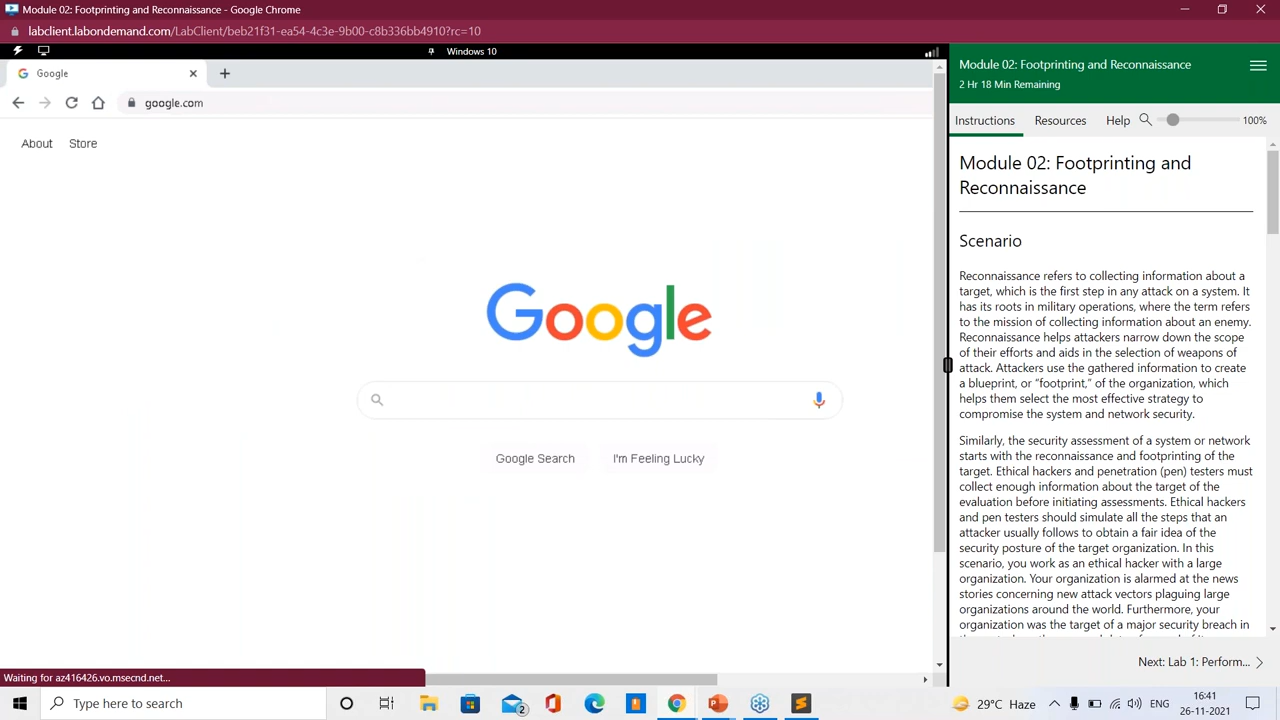 Module 02: Footprinting and Reconnaissance - Google Chrome
labclient.labondemand.com/LabClient/beb21f31-ea54-4c3e-9b00-c8b336bb4910?rc=10
Windows 10
Google
google.com
About Store
Google
Google Search I'm Feeling Lucky
Waiting for az416426.vo.msecnd.net...
Module 02: Footprinting and Reconnaissance
2 Hr 18 Min Remaining
Instructions Resources Help 100%
Module 02: Footprinting and
Reconnaissance
Scenario
Reconnaissance refers to collecting information about a
target, which is the first step in any attack on a system. It
has its roots in military operations, where the term refers
to the mission of collecting information about an enemy.
Reconnaissance helps attackers narrow down the scope
of their efforts and aids in the selection of weapons of
attack. Attackers use the gathered information to create
a blueprint, or “footprint,” of the organization, which
helps them select the most effective strategy to
compromise the system and network security.
Similarly, the security assessment of a system or network
starts with the reconnaissance and footprinting of the
target. Ethical hackers and penetration (pen) testers must
collect enough information about the target of the
evaluation before initiating assessments. Ethical hackers
and pen testers should simulate all the steps that an
attacker usually follows to obtain a fair idea of the
security posture of the target organization. In this
scenario, you work as an ethical hacker with a large
organization. Your organization is alarmed at the news
stories concerning new attack vectors plaguing large
organizations around the world. Furthermore, your
organization was the target of a major security breach in
Next: Lab 1: Perform...
Type here to search
2
29°C Haze
ENG
16:41
26-11-2021